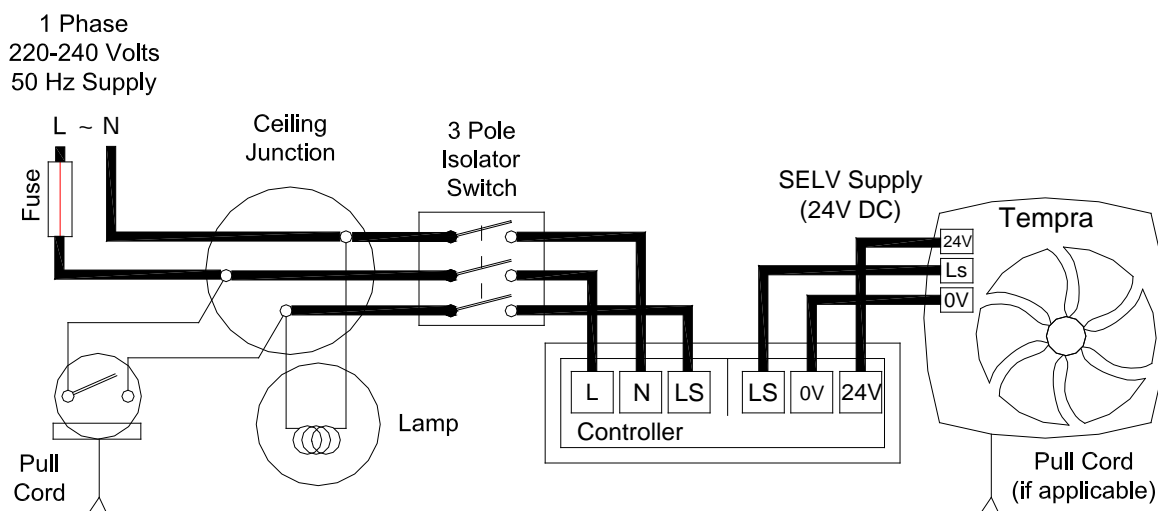 1 Phase
220-240 Volts
50 Hz Supply
L ~ N
Fuse
Ceiling
Junction
3 Pole
Isolator
Switch
SELV Supply
(24V DC)
Tempra
24V
Ls
0V
L N LS LS 0V 24V
Controller
Lamp
Pull
Cord
Pull Cord
(if applicable)